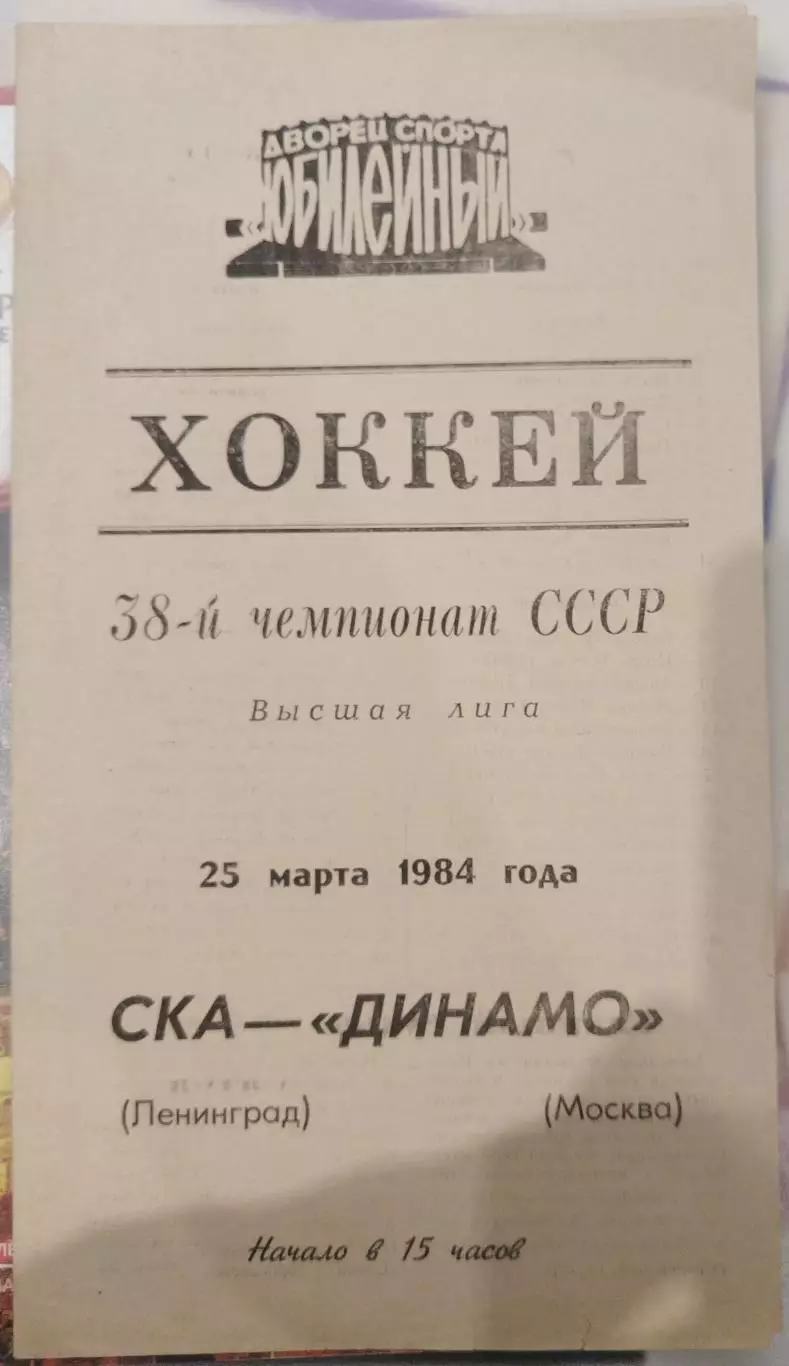 ДВОРЕЦ СПОРТА
«ЮБИЛЕЙНЫЙ»
ХОККЕЙ
38-й чемпионат СССР
Высшая лига
25 марта 1984 года
СКА — «ДИНАМО»
(Ленинград) (Москва)
Начало в 15 часов